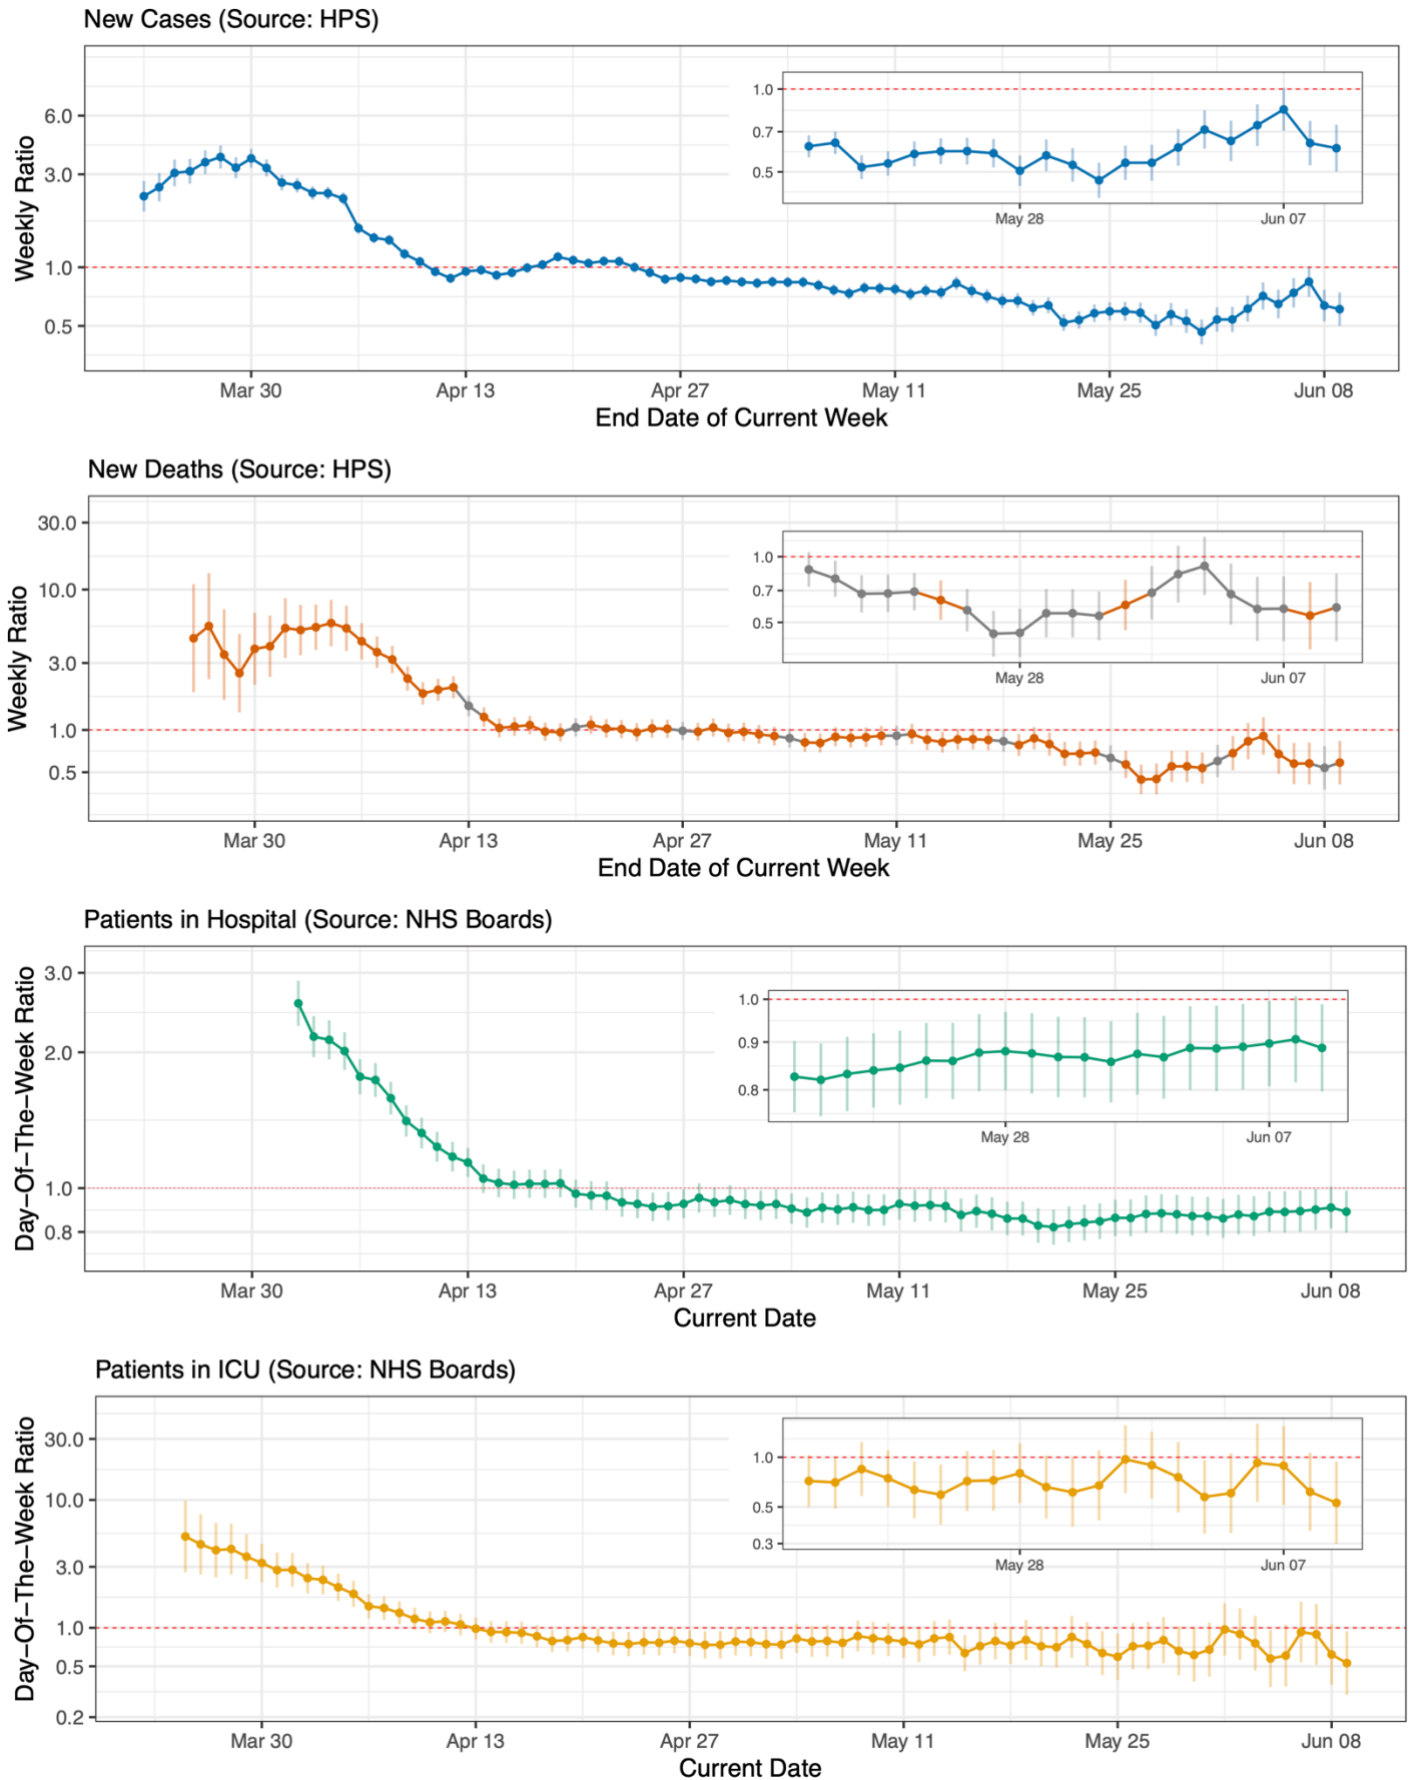 New Cases (Source: HPS)
Weekly Ratio
6.0
3.0
1.0
0.5
1.0
0.7
0.5
May 28
Jun 07
Mar 30
Apr 13
Apr 27
May 11
May 25
Jun 08
End Date of Current Week
New Deaths (Source: HPS)
Weekly Ratio
30.0
10.0
3.0
1.0
0.5
1.0
0.7
0.5
May 28
Jun 07
Mar 30
Apr 13
Apr 27
May 11
May 25
Jun 08
End Date of Current Week
Patients in Hospital (Source: NHS Boards)
Day−Of−The−Week Ratio
3.0
2.0
1.0
0.8
1.0
0.9
0.8
May 28
Jun 07
Mar 30
Apr 13
Apr 27
May 11
May 25
Jun 08
Current Date
Patients in ICU (Source: NHS Boards)
Day−Of−The−Week Ratio
30.0
10.0
3.0
1.0
0.5
0.2
1.0
0.5
0.3
May 28
Jun 07
Mar 30
Apr 13
Apr 27
May 11
May 25
Jun 08
Current Date